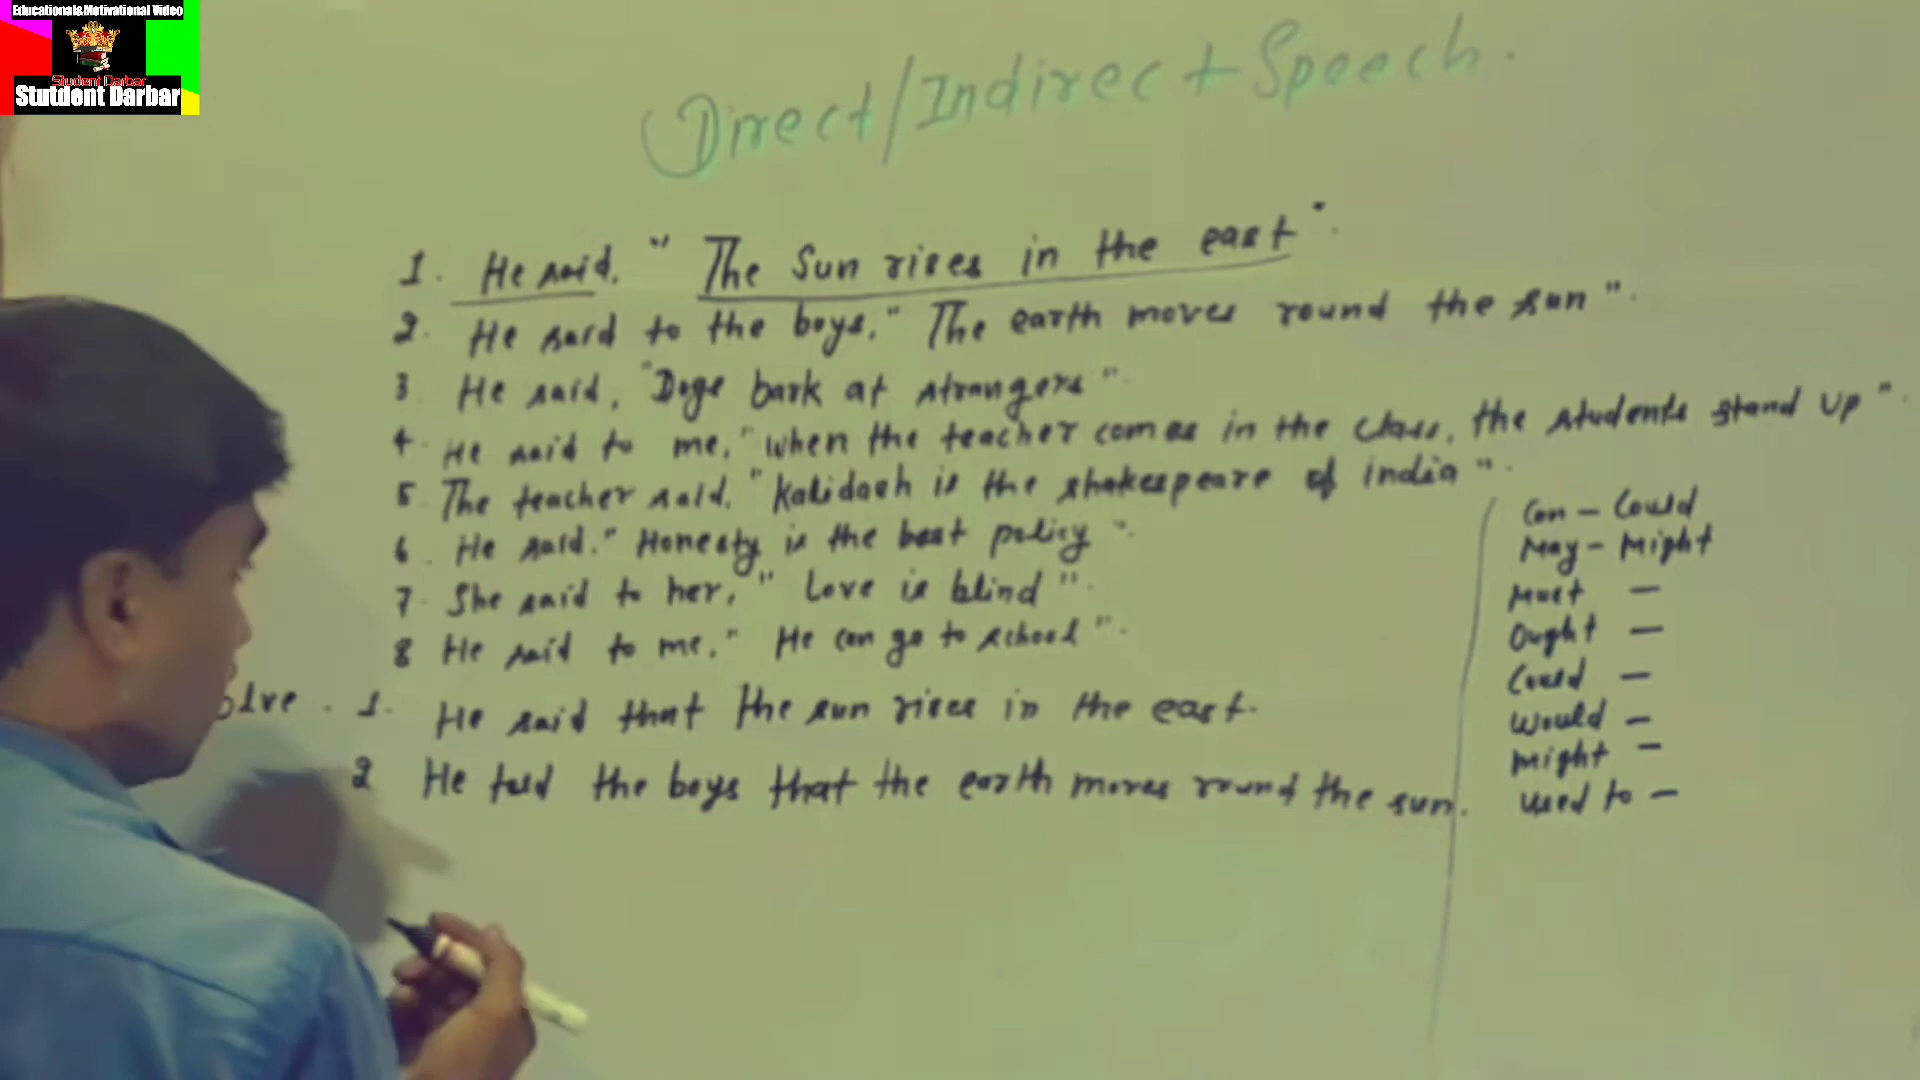 Educational&Motivational Video
Student Darbar
Stutdent Darbar
Direct/Indirect Speech.
1. He said, "The Sun rises in the east".
2. He said to the boys, "The earth moves round the sun".
3. He said, "Dogs bark at strangers".
4. He said to me, "when the teacher comes in the class, the students stand up".
5. The teacher said, "Kalidash is the shakespeare of india".
6. He said, "Honesty is the best policy".
7. She said to her, "Love is blind".
8 He said to me, "He can go to school".
Can - Could
May - Might
Must -
Ought -
Could -
Would -
Might -
used to -
1. He said that the sun rises in the east.
2 He told the boys that the earth moves round the sun.